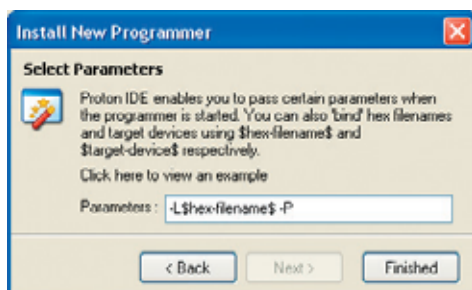 Install New Programmer
Select Parameters
Proton IDE enables you to pass certain parameters when
the programmer is started. You can also 'bind' hex filenames
and target devices using $hex-filename$ and
$target-device$ respectively.
Click here to view an example
Parameters : -L$hex-filename$ -P
< Back Next > Finished